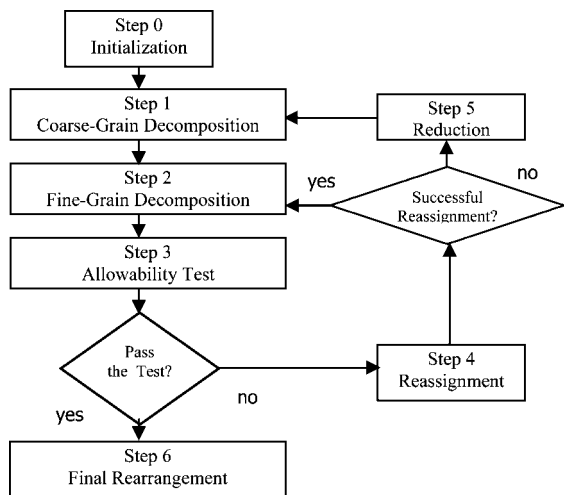 Step 0
Initialization
Step 1
Coarse-Grain Decomposition
Step 5
Reduction
Step 2
Fine-Grain Decomposition
yes
no
Successful
Reassignment?
Step 3
Allowability Test
Pass
the Test?
no
Step 4
Reassignment
yes
Step 6
Final Rearrangement